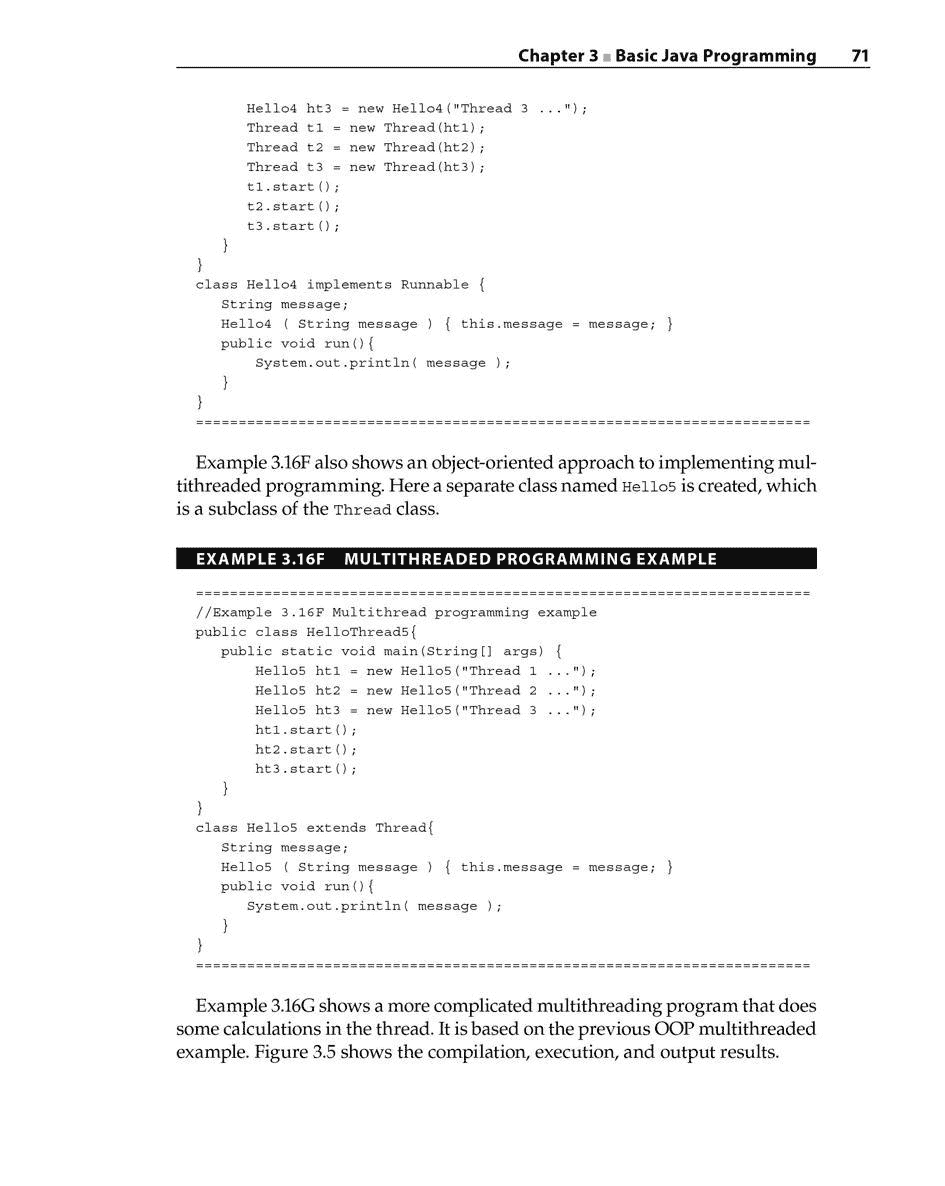 Chapter 3 ■ Basic Java Programming 71
Hello4 ht3 = new Hello4("Thread 3 ...");
Thread t1 = new Thread(ht1);
Thread t2 = new Thread(ht2);
Thread t3 = new Thread(ht3);
t1.start();
t2.start();
t3.start();
}
}
class Hello4 implements Runnable {
String message;
Hello4 ( String message ) { this.message = message; }
public void run(){
System.out.println( message );
}
}
========================================================================
Example 3.16F also shows an object-oriented approach to implementing mul-
tithreaded programming. Here a separate class named Hello5 is created, which
is a subclass of the Thread class.
EXAMPLE 3.16F MULTITHREADED PROGRAMMING EXAMPLE
========================================================================
//Example 3.16F Multithread programming example
public class HelloThread5{
public static void main(String[] args) {
Hello5 ht1 = new Hello5("Thread 1 ...");
Hello5 ht2 = new Hello5("Thread 2 ...");
Hello5 ht3 = new Hello5("Thread 3 ...");
ht1.start();
ht2.start();
ht3.start();
}
}
class Hello5 extends Thread{
String message;
Hello5 ( String message ) { this.message = message; }
public void run(){
System.out.println( message );
}
}
========================================================================
Example 3.16G shows a more complicated multithreading program that does
some calculations in the thread. It is based on the previous OOP multithreaded
example. Figure 3.5 shows the compilation, execution, and output results.